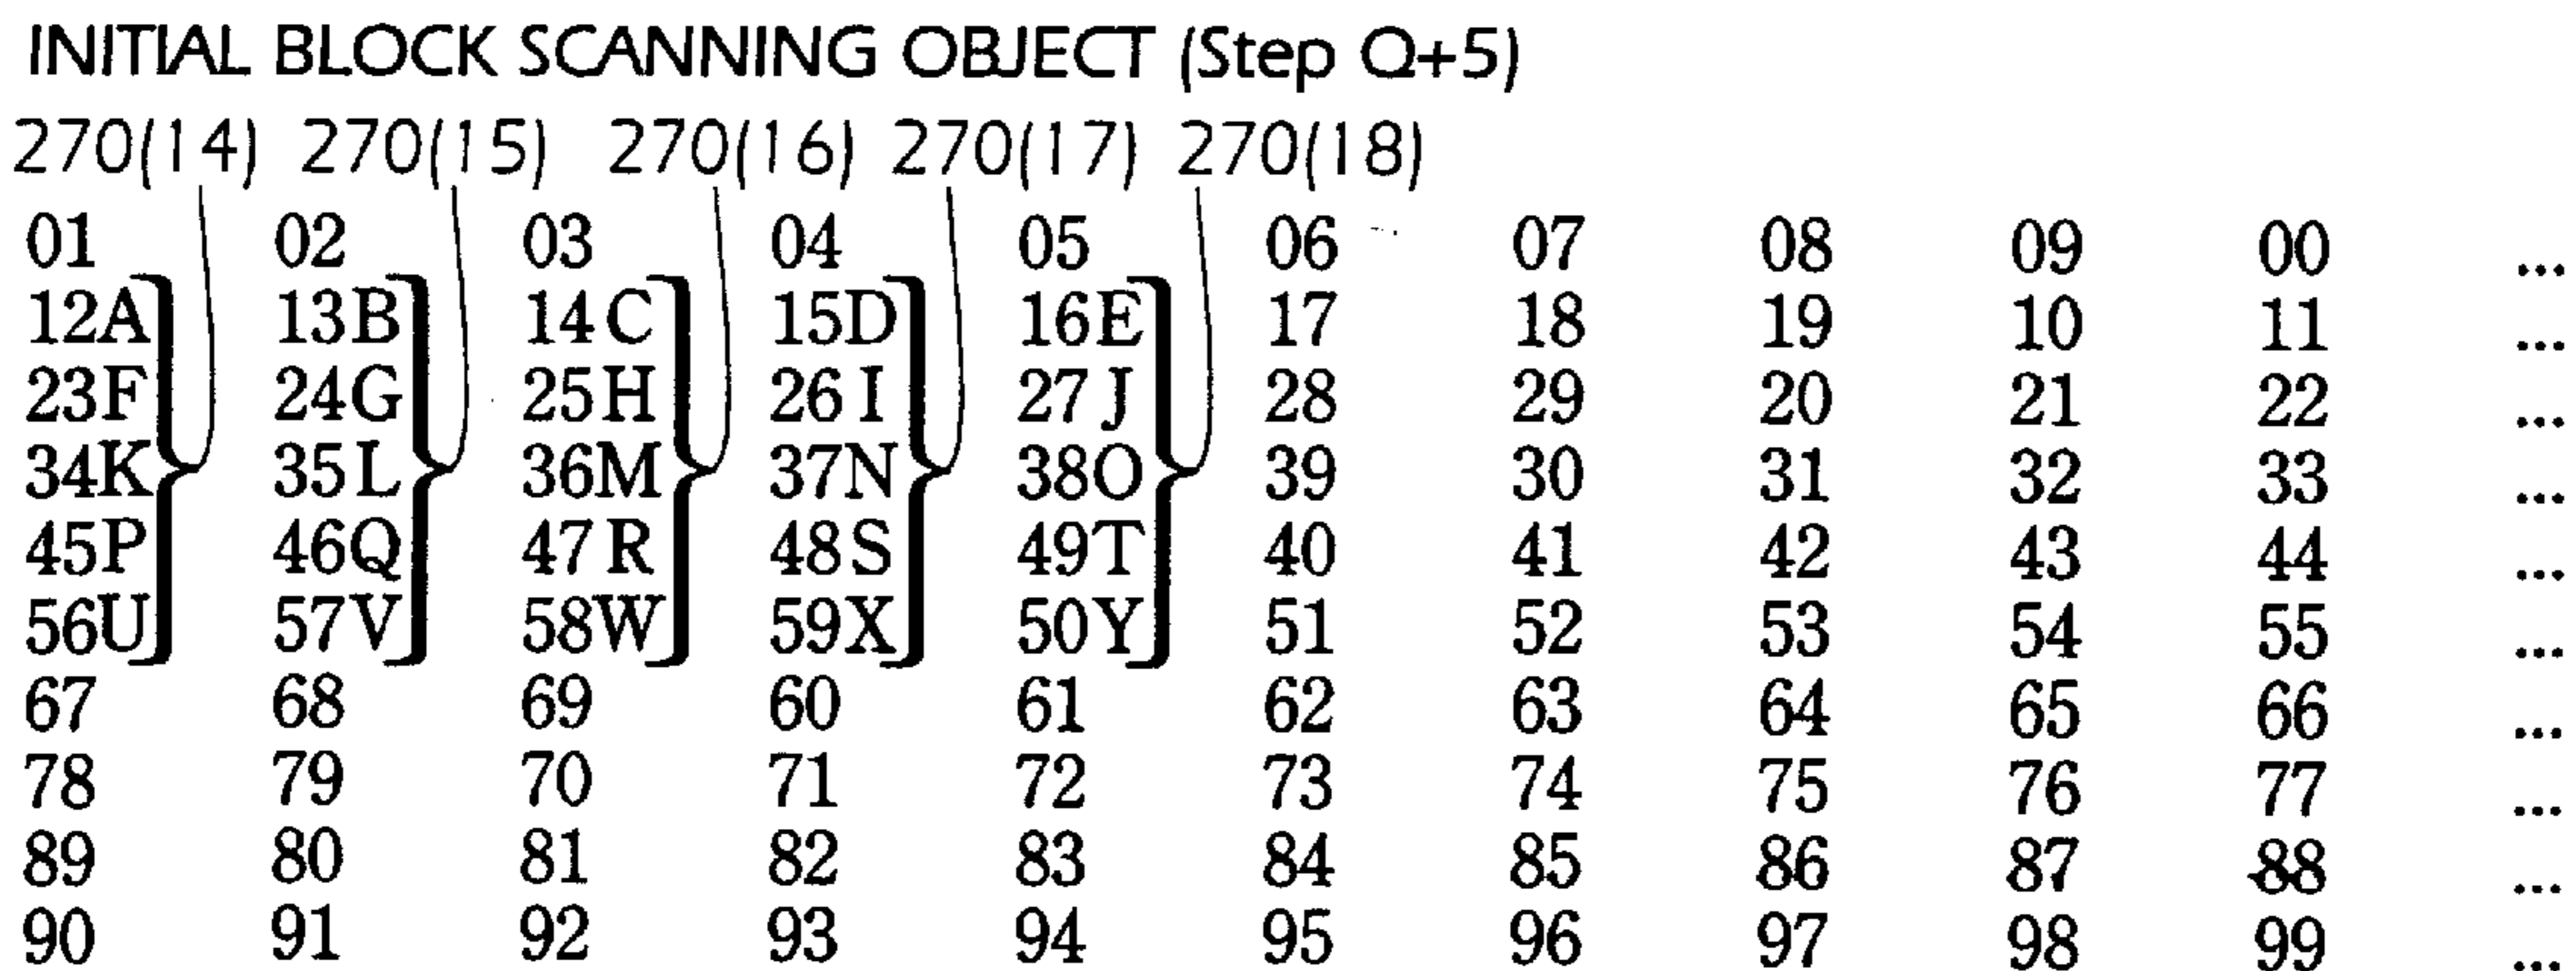 INITIAL BLOCK SCANNING OBJECT (Step Q+5)
270(14) 270(15) 270(16) 270(17) 270(18)
01 02 03 04 05 06 07 08 09 00 ...
12A 13B 14C 15D 16E 17 18 19 10 11 ...
23F 24G 25H 26I 27J 28 29 20 21 22 ...
34K 35L 36M 37N 38O 39 30 31 32 33 ...
45P 46Q 47R 48S 49T 40 41 42 43 44 ...
56U 57V 58W 59X 50Y 51 52 53 54 55 ...
67 68 69 60 61 62 63 64 65 66 ...
78 79 70 71 72 73 74 75 76 77 ...
89 80 81 82 83 84 85 86 87 88 ...
90 91 92 93 94 95 96 97 98 99 ...